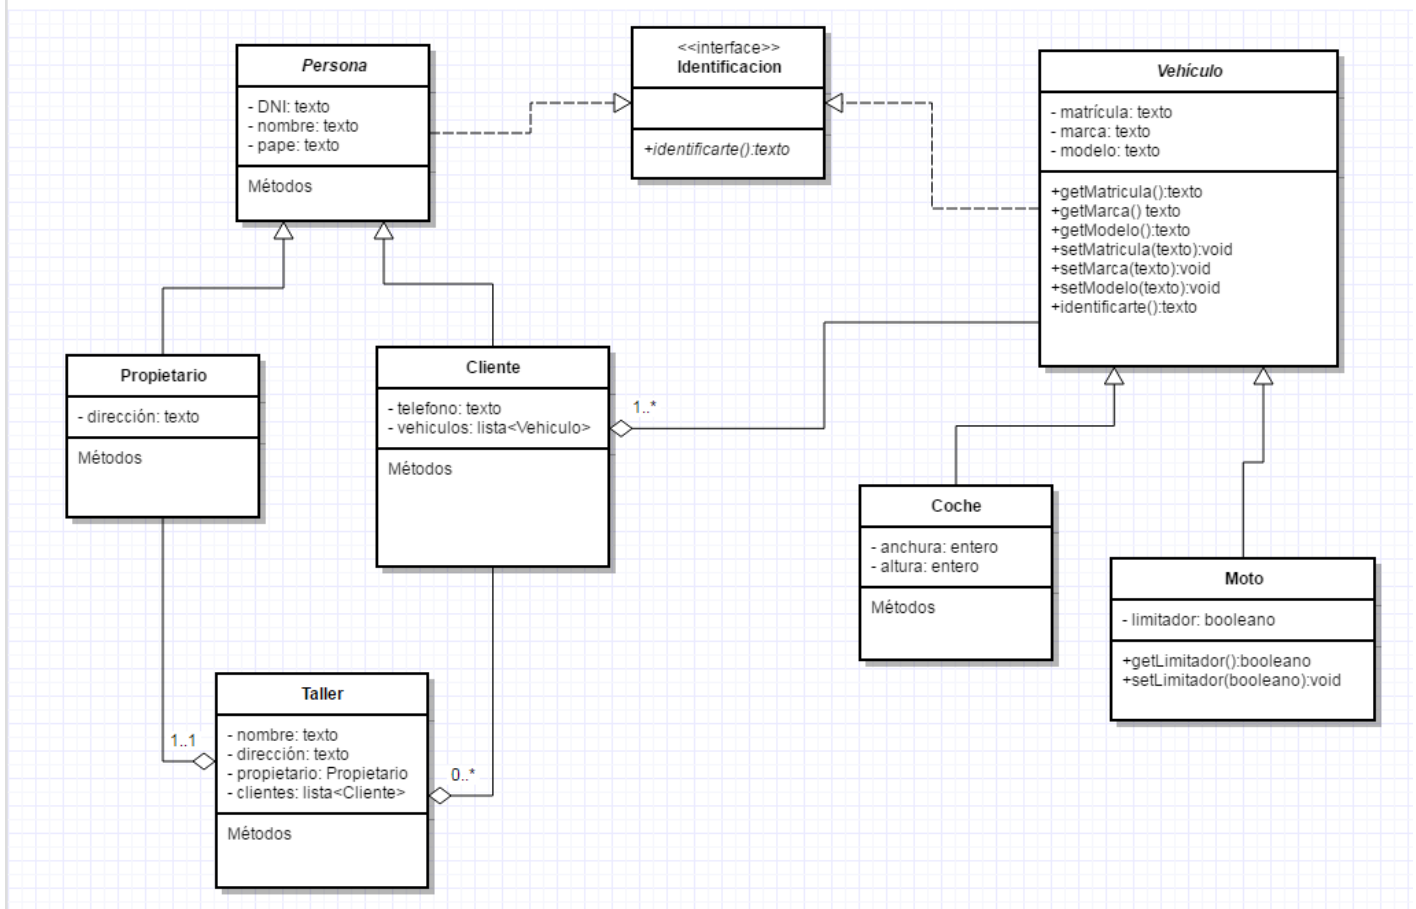 Persona
- DNI: texto
- nombre: texto
- pape: texto
Métodos
<<interface>>
Identificacion
+identificarte():texto
Vehículo
- matrícula: texto
- marca: texto
- modelo: texto
+getMatricula():texto
+getMarca() texto
+getModelo():texto
+setMatricula(texto):void
+setMarca(texto):void
+setModelo(texto):void
+identificarte():texto
Propietario
- dirección: texto
Métodos
Cliente
- telefono: texto
- vehiculos: lista<Vehiculo>
Métodos
1..*
Coche
- anchura: entero
- altura: entero
Métodos
Moto
- limitador: booleano
+getLimitador():booleano
+setLimitador(booleano):void
Taller
- nombre: texto
- dirección: texto
- propietario: Propietario
- clientes: lista<Cliente>
Métodos
1..1
0..*